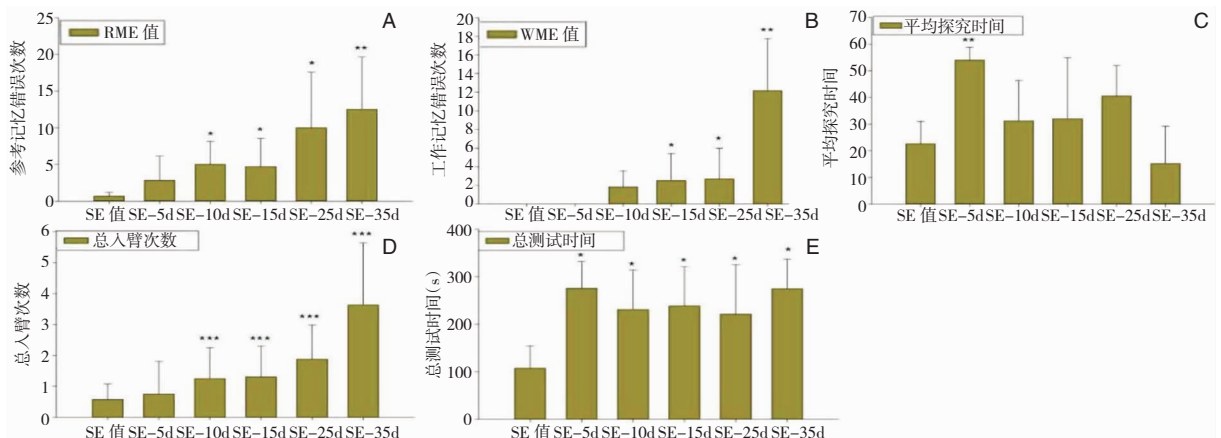 A
RME 值
参考记忆错误次数
25
20
15
10
5
0
* * * **
SE 值 SE-5d SE-10d SE-15d SE-25d SE-35d
B
WME 值
工作记忆错误次数
18
16
14
12
10
8
6
4
2
0
* * **
SE 值 SE-5d SE-10d SE-15d SE-25d SE-35d
C
平均探究时间
平均探究时间
70
60
50
40
30
20
10
0
**
SE 值 SE-5d SE-10d SE-15d SE-25d SE-35d
D
总入臂次数
总入臂次数
6
5
4
3
2
1
0
*** *** *** ***
SE 值 SE-5d SE-10d SE-15d SE-25d SE-35d
E
总测试时间
总测试时间(s)
400
300
200
100
0
* * * * *
SE 值 SE-5d SE-10d SE-15d SE-25d SE-35d